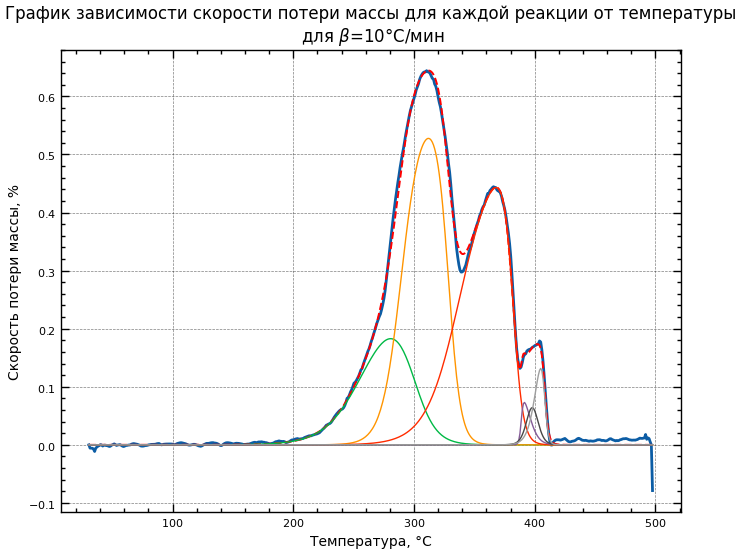 График зависимости скорости потери массы для каждой реакции от температуры
для β=10°C/мин
Скорость потери массы, %
0.6
0.5
0.4
0.3
0.2
0.1
0.0
−0.1
100 200 300 400 500
Температура, °C